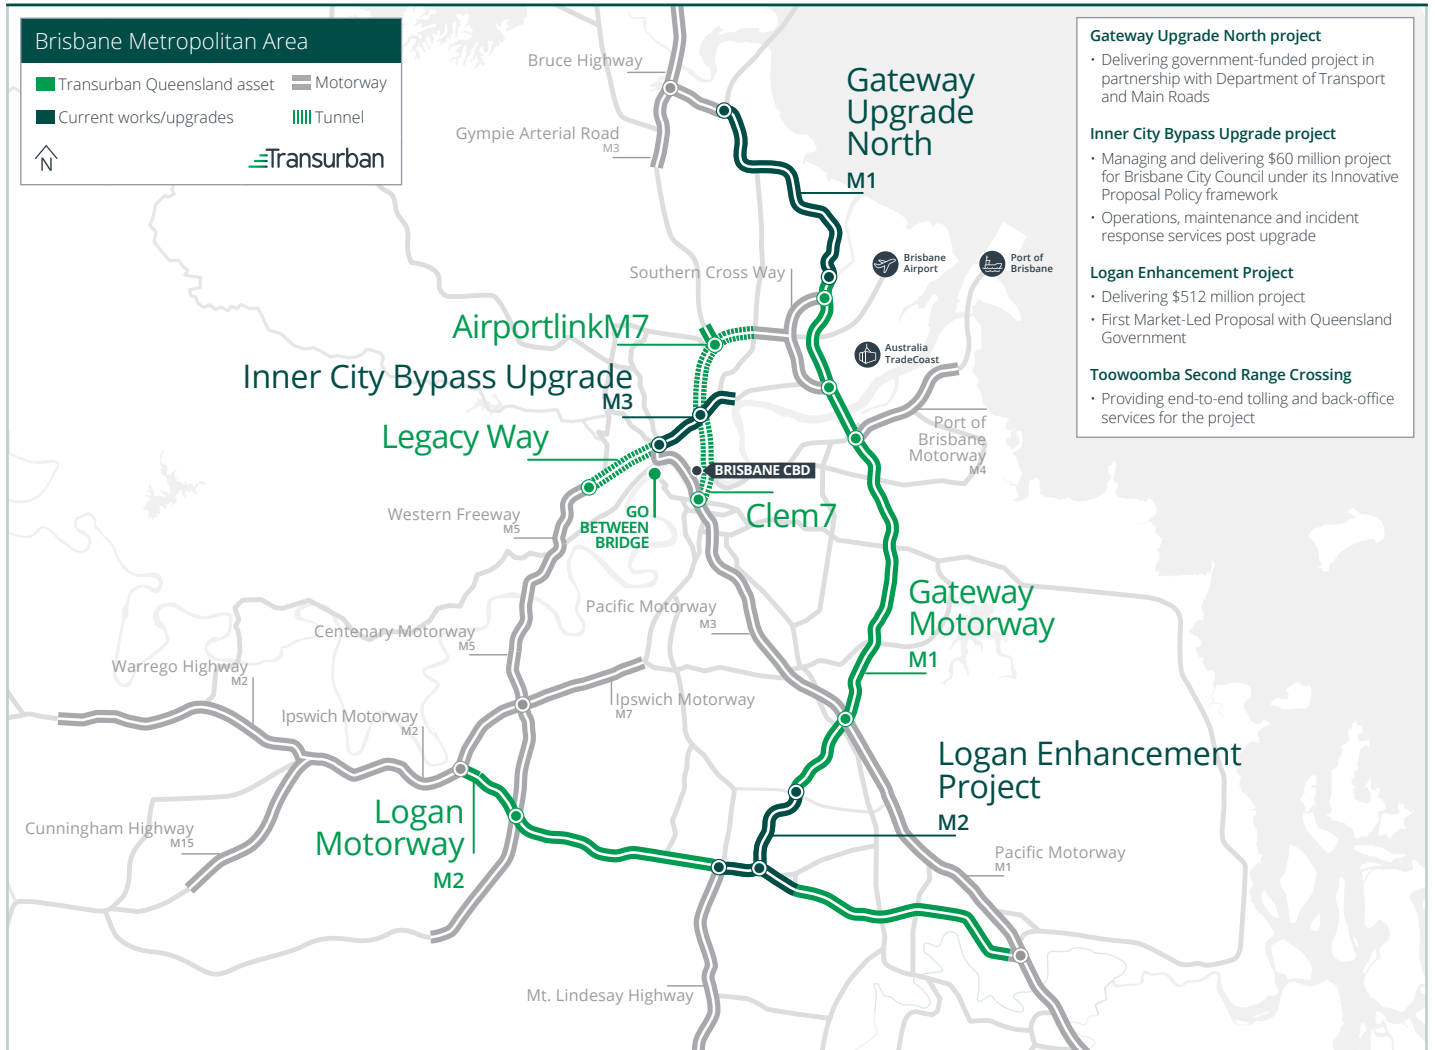 Brisbane Metropolitan Area
Transurban Queensland asset
Motorway
Current works/upgrades
Tunnel
N
Transurban
Gateway Upgrade North project
• Delivering government-funded project in
partnership with Department of Transport
and Main Roads
Inner City Bypass Upgrade project
• Managing and delivering $60 million project
for Brisbane City Council under its Innovative
Proposal Policy framework
• Operations, maintenance and incident
response services post upgrade
Logan Enhancement Project
• Delivering $512 million project
• First Market-Led Proposal with Queensland
Government
Toowoomba Second Range Crossing
• Providing end-to-end tolling and back-office
services for the project
Bruce Highway
Gympie Arterial Road
M3
Gateway
Upgrade
North
M1
Southern Cross Way
Brisbane
Airport
Port of
Brisbane
AirportlinkM7
Australia
TradeCoast
Inner City Bypass Upgrade
M3
Legacy Way
Port of
Brisbane
Motorway
M4
BRISBANE CBD
Western Freeway
M5
GO
BETWEEN
BRIDGE
Clem7
Gateway
Motorway
M1
Pacific Motorway
M3
Centenary Motorway
M5
Warrego Highway
M2
Ipswich Motorway
M7
Ipswich Motorway
M2
Logan Enhancement
Project
M2
Logan
Motorway
M2
Cunningham Highway
M15
Pacific Motorway
M1
Mt. Lindesay Highway